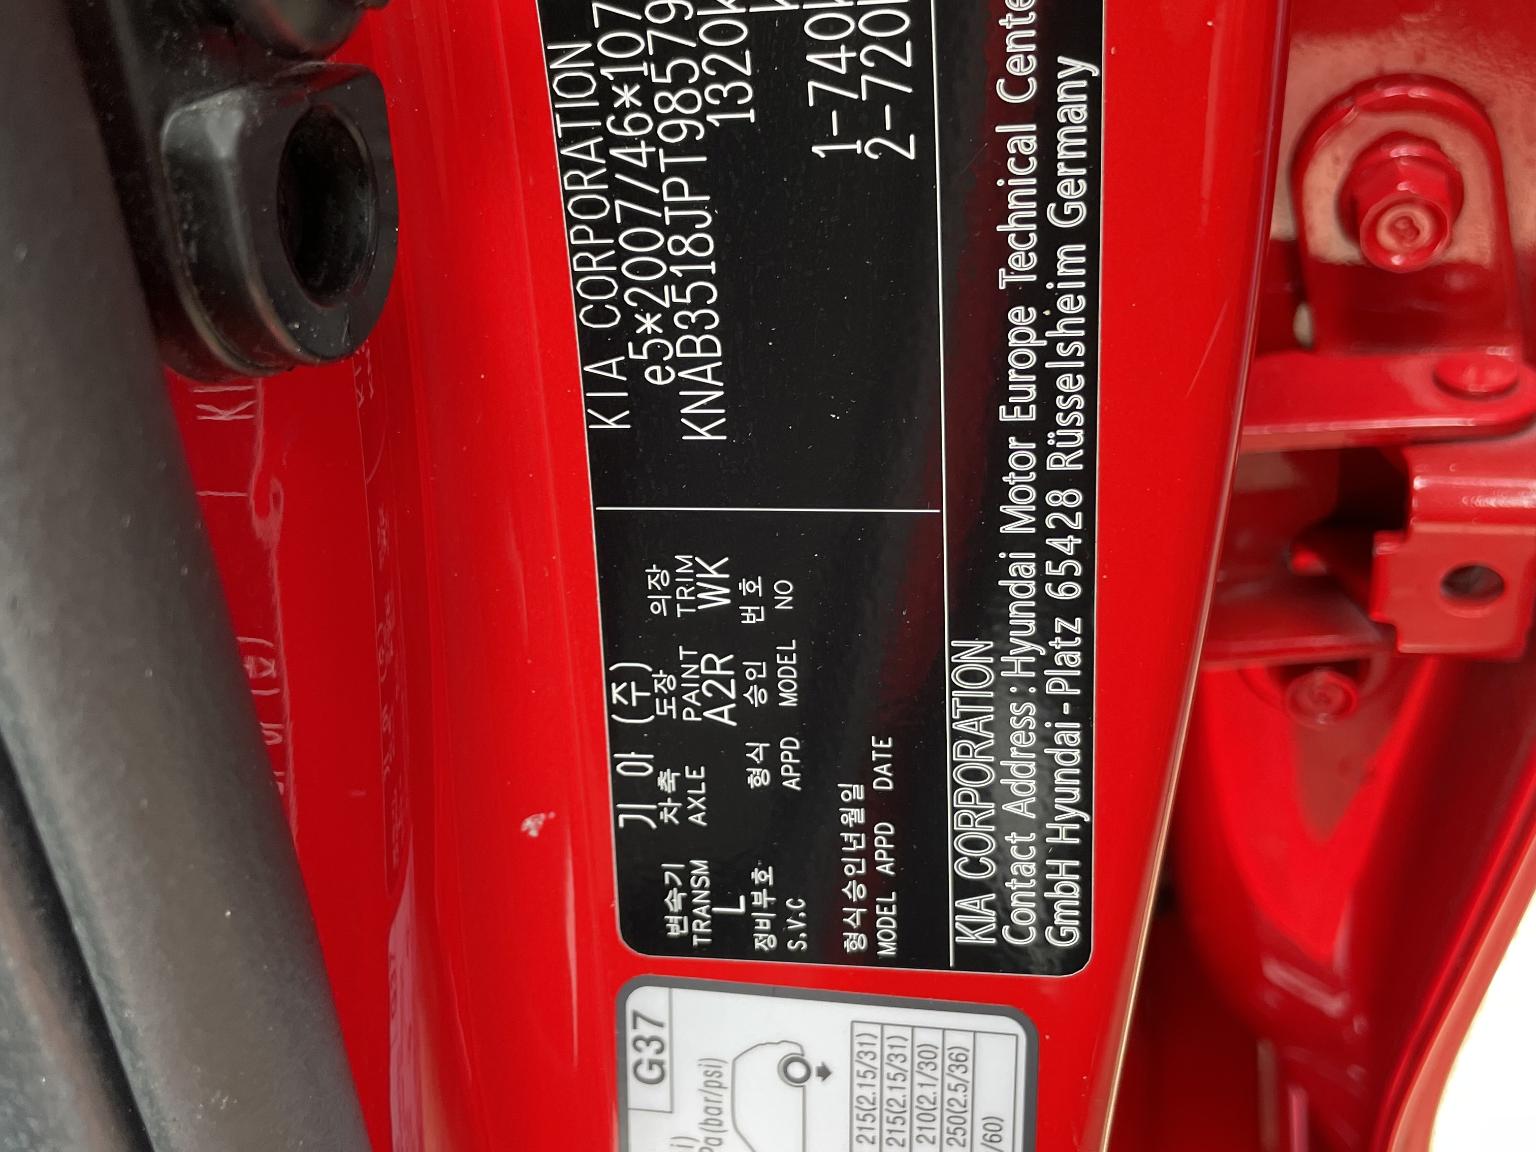 기 아 (주)
KIA CORPORATION
변속기 차축 도장 의장
TRANSM AXLE PAINT TRIM
L A2R WK
e5*2007/46*107
KNAB3518JPT98579
1320k
정비부호 형식 승인 번호
S.V.C APPD MODEL NO
1-740
2-720
형식승인년월일
MODEL APPD DATE
KIA CORPORATION
Contact Address : Hyundai Motor Europe Technical Cente
GmbH Hyundai-Platz 65428 Rüsselsheim Germany
G37
Pa(bar/psi)
215(2.15/31)
215(2.15/31)
210(2.1/30)
250(2.5/36)
/60)